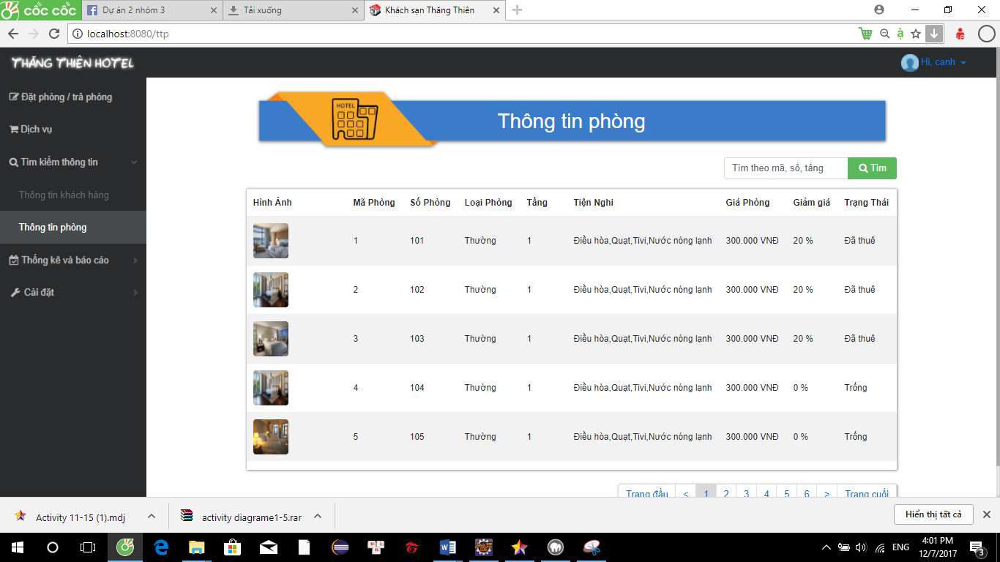 cốc cốc
Dự án 2 nhóm 3
Tải xuống
Khách sạn Thăng Thiên
localhost:8080/ttp
THĂNG THIÊN HOTEL
Hi, canh
Đặt phòng / trả phòng
Dịch vụ
Tìm kiếm thông tin
Thông tin khách hàng
Thông tin phòng
Thống kê và báo cáo
Cài đặt
HOTEL
Thông tin phòng
Tìm theo mã, số, tầng
Tìm
Hình Ảnh Mã Phòng Số Phòng Loại Phòng Tầng Tiện Nghi Giá Phòng Giảm giá Trạng Thái
1 101 Thường 1 Điều hòa,Quạt,Tivi,Nước nóng lạnh 300.000 VNĐ 20 % Đã thuê
2 102 Thường 1 Điều hòa,Quạt,Tivi,Nước nóng lạnh 300.000 VNĐ 20 % Đã thuê
3 103 Thường 1 Điều hòa,Quạt,Tivi,Nước nóng lạnh 300.000 VNĐ 20 % Đã thuê
4 104 Thường 1 Điều hòa,Quạt,Tivi,Nước nóng lạnh 300.000 VNĐ 0 % Trống
5 105 Thường 1 Điều hòa,Quạt,Tivi,Nước nóng lạnh 300.000 VNĐ 0 % Trống
Trang đầu < 1 2 3 4 5 6 > Trang cuối
Activity 11-15 (1).mdj
activity diagrame1-5.rar
Hiển thị tất cả
ENG
4:01 PM
12/7/2017
3